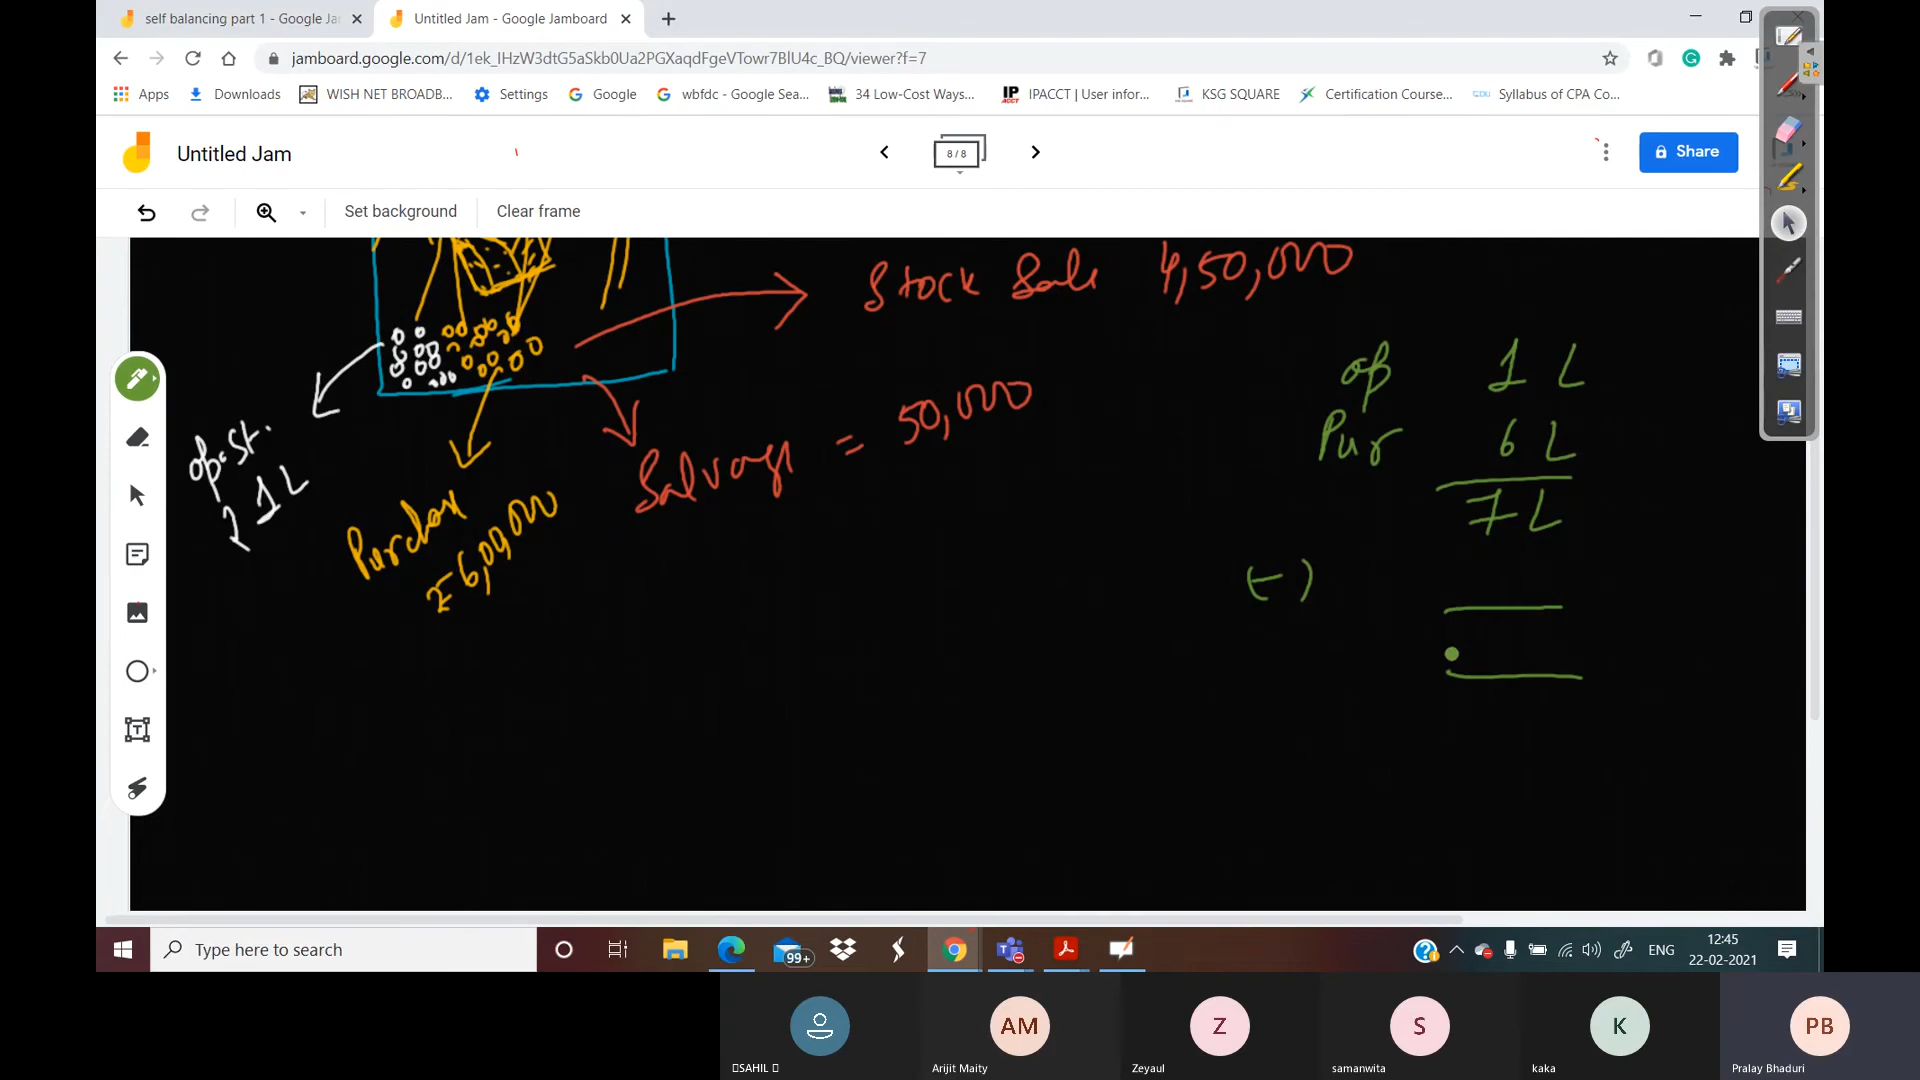 self balancing part 1 - Google Ja
Untitled Jam - Google Jamboard
jamboard.google.com/d/1ek_IHzW3dtG5aSkb0Ua2PGXaqdFgeVTowr7BlU4c_BQ/viewer?f=7
Apps
Downloads
WISH NET BROADB...
Settings
Google
wbfdc - Google Sea...
34 Low-Cost Ways...
IPACCT | User infor...
KSG SQUARE
Certification Course...
Syllabus of CPA Co...
Untitled Jam
8 / 8
Share
Set background
Clear frame
Stock Sale 4,50,000
op 1 L
Pur 6 L
7 L
(-)
Salvage = 50,000
op. st.
1 L
Purchase
6,00,000
Type here to search
99+
ENG
12:45
22-02-2021
AM
Z
S
K
PB
SAHIL
Arijit Maity
Zeyaul
samanwita
kaka
Pralay Bhaduri